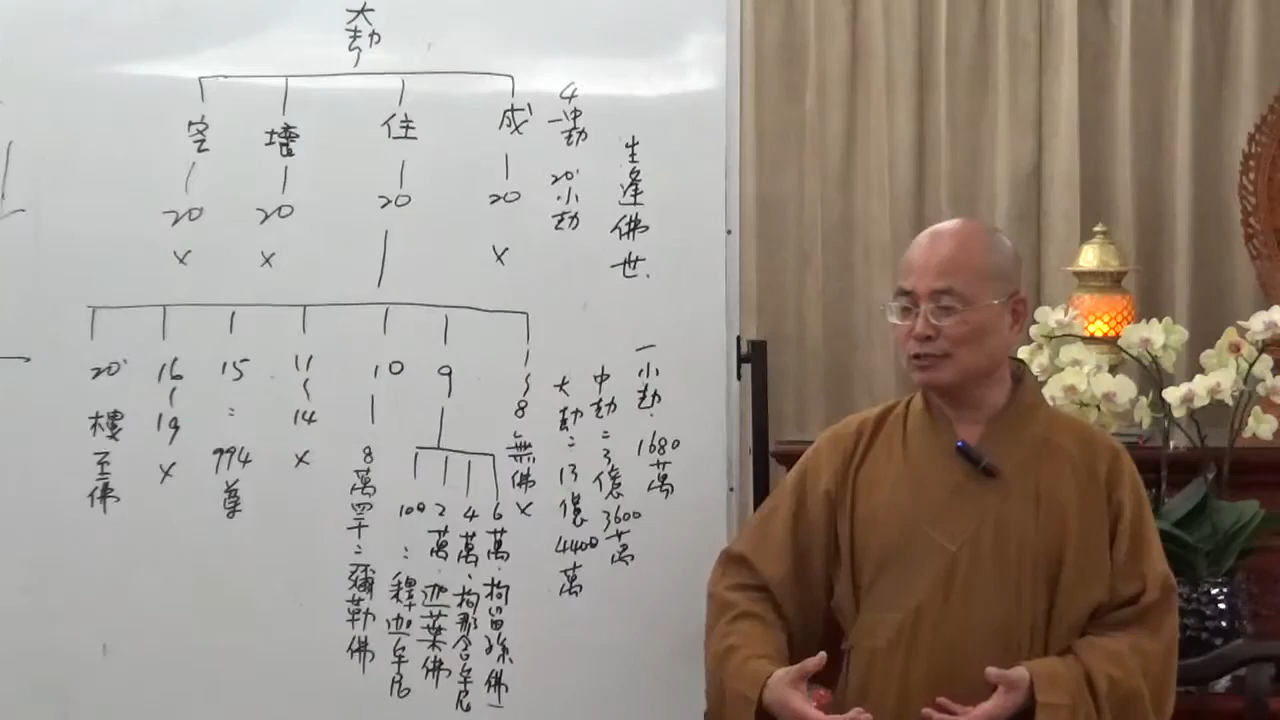 大劫
成
20
×
住
20
壞
20
×
空
20
×
生逢佛世.
4
一中劫
20小劫
一小劫. 1680萬
中劫=3億3600萬
大劫=13億4400萬
8無佛×
9
6萬.拘留孫佛
4萬.拘那含牟尼
2萬.迦葉佛
100=釋迦牟尼
10
8萬四千=彌勒佛
11
14
×
15
=
994尊
16
19
×
20
樓至佛